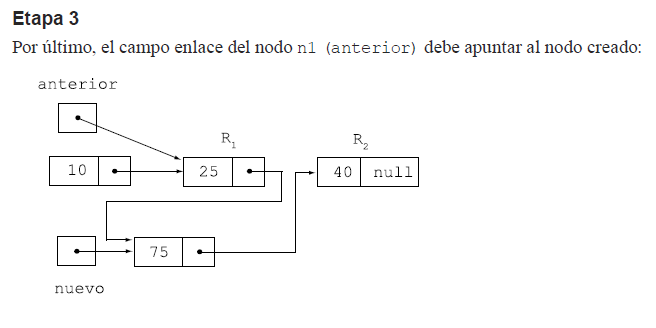 Etapa 3
Por último, el campo enlace del nodo n1 (anterior) debe apuntar al nodo creado:
anterior
R1 R2
10 25 40 null
75
nuevo